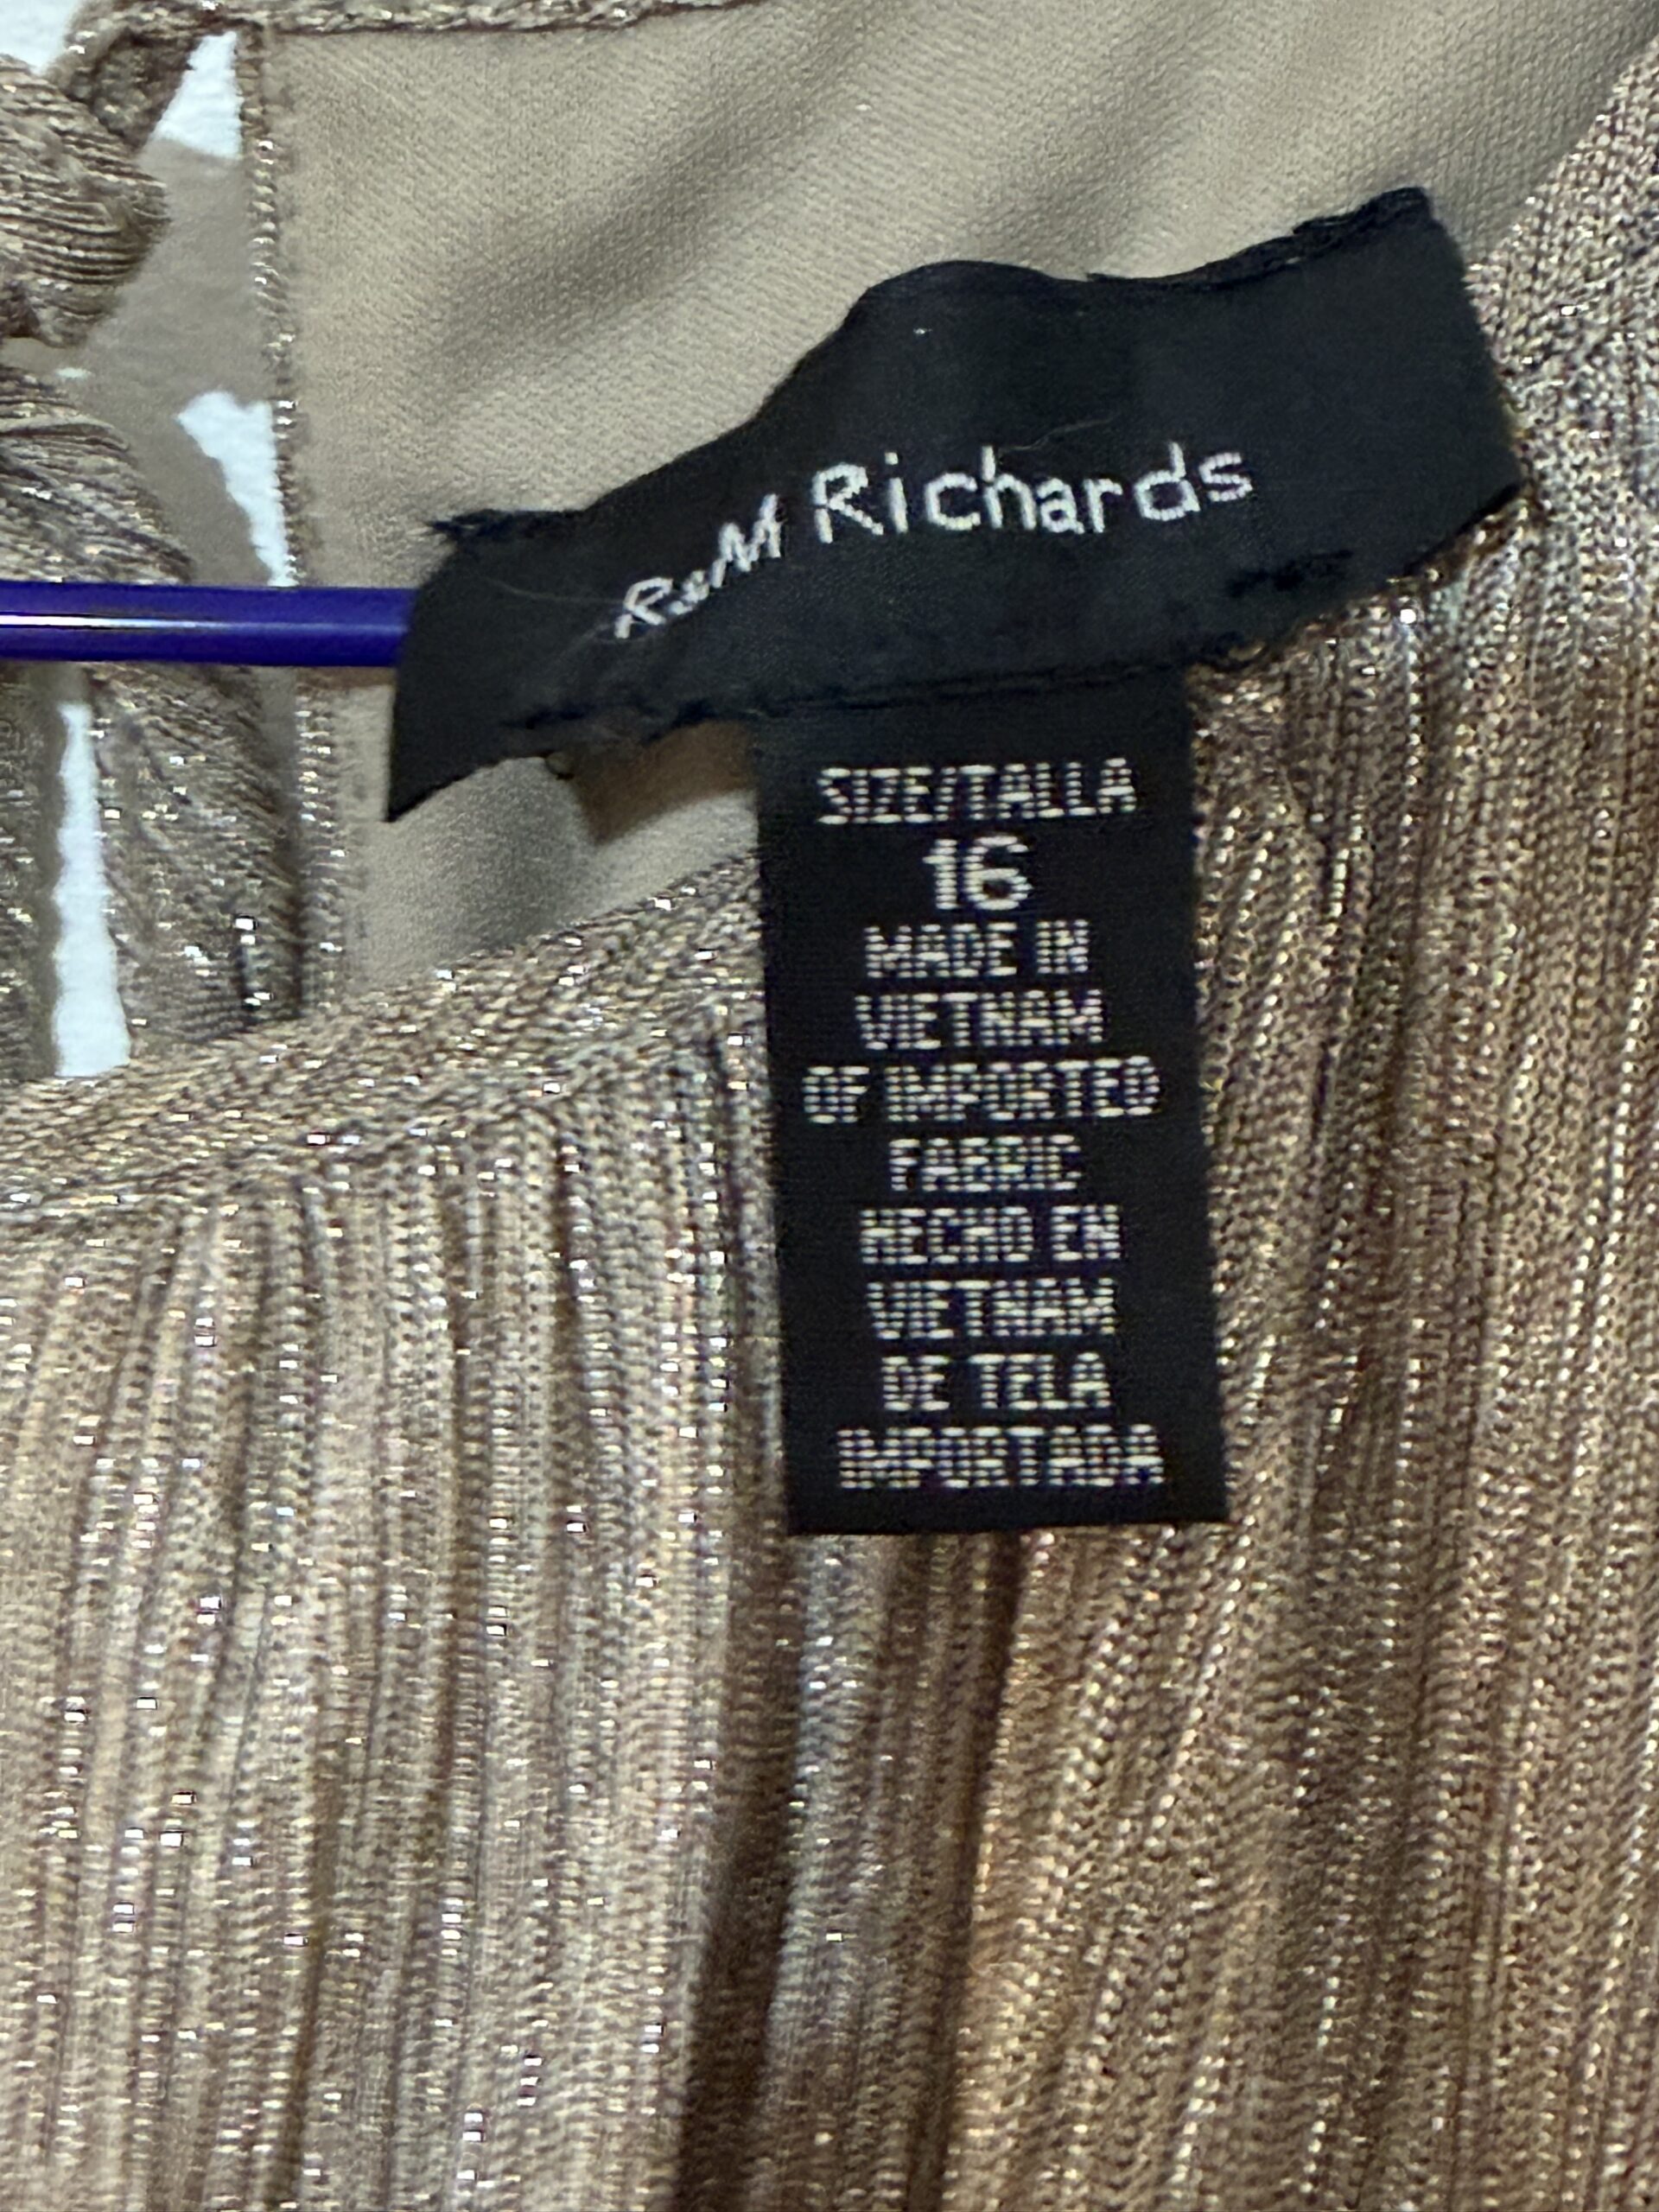 R&M Richards
SIZE/TALLA
16
MADE IN
VIETNAM
OF IMPORTED
FABRIC
HECHO EN
VIETNAM
DE TELA
IMPORTADA